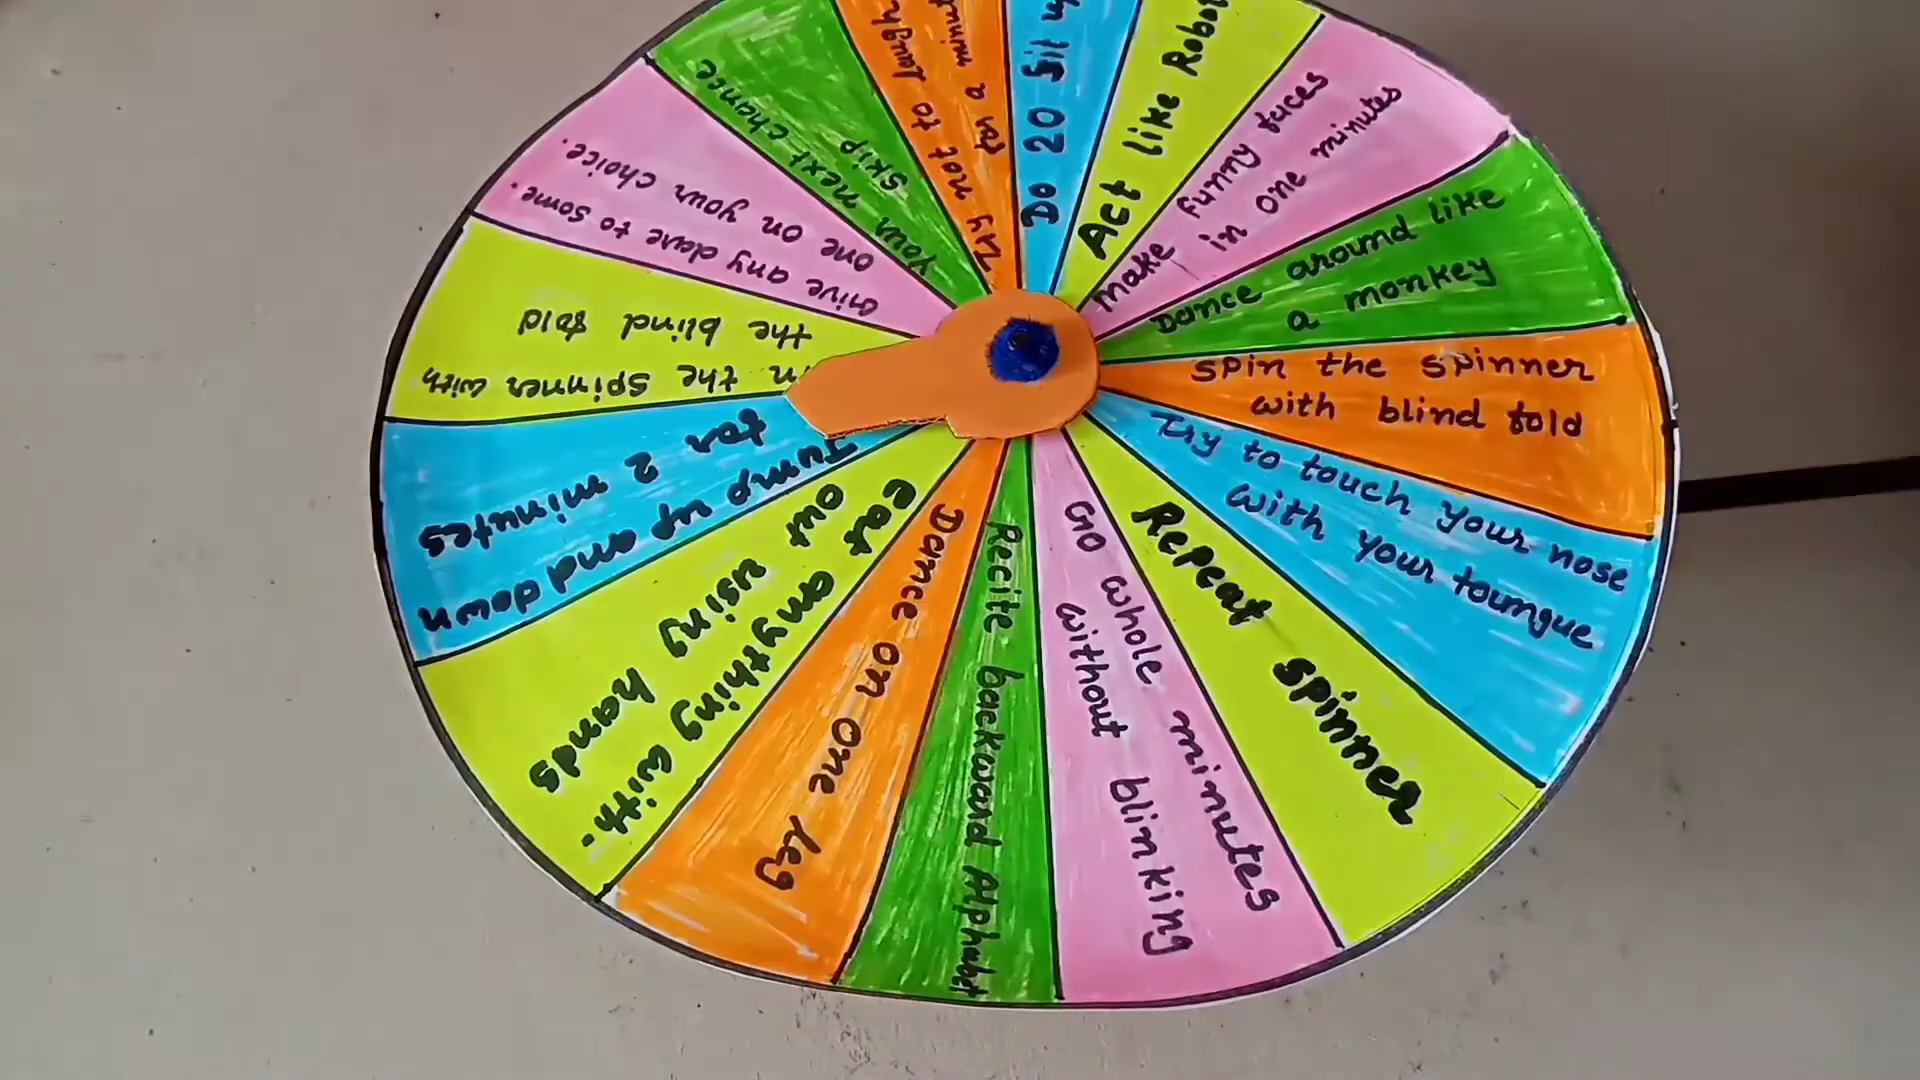 Do 20 Sit
Act like Robot
make funny faces
in one minutes
Dance around like
a monkey
Spin the spinner
with blind fold
Try to touch your nose
with your toumgue
Repeat spinner
Go whole minutes
without blinking
Recite backward Alphabet
Dance on one leg
eat anything with.
out using hands
Jump up and down
for 2 minutes
the spinner with
the blind fold
Give any dare to some.
one on your choice.
skip
your next chance
Try not to laugh
for a